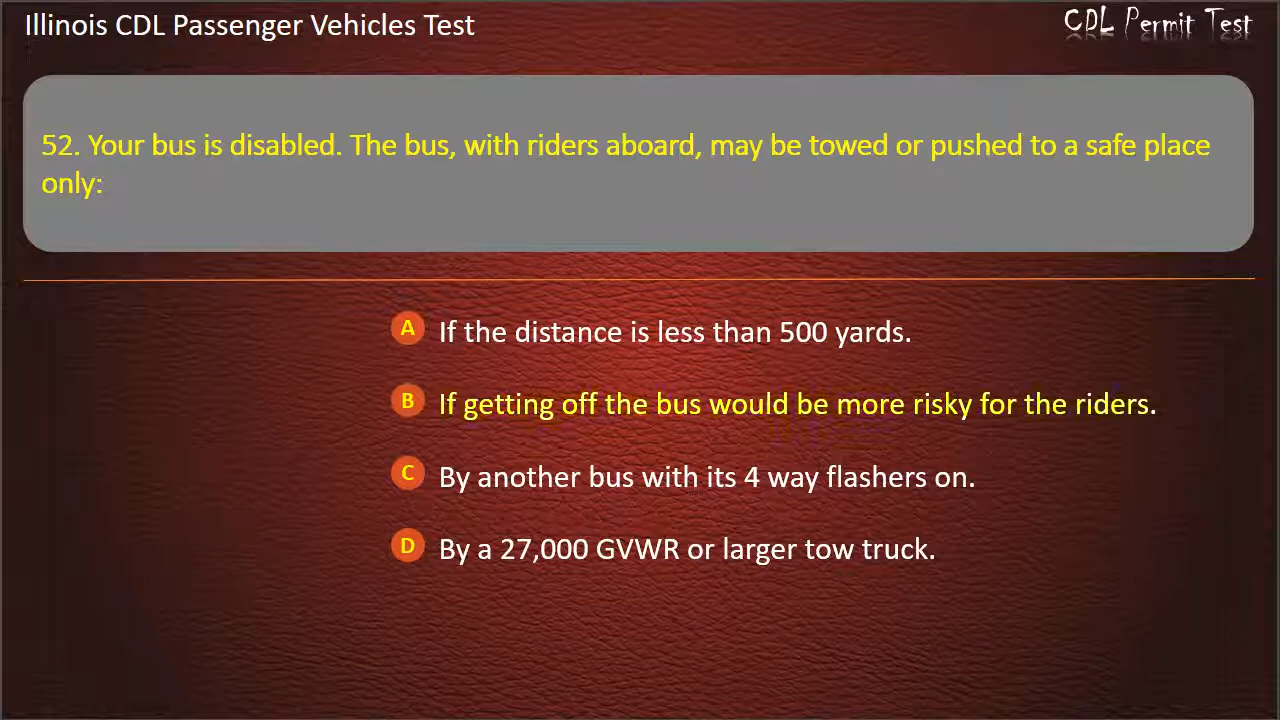 Illinois CDL Passenger Vehicles Test
CDL Permit Test
52. Your bus is disabled. The bus, with riders aboard, may be towed or pushed to a safe place
only:
A If the distance is less than 500 yards.
B If getting off the bus would be more risky for the riders.
C By another bus with its 4 way flashers on.
D By a 27,000 GVWR or larger tow truck.